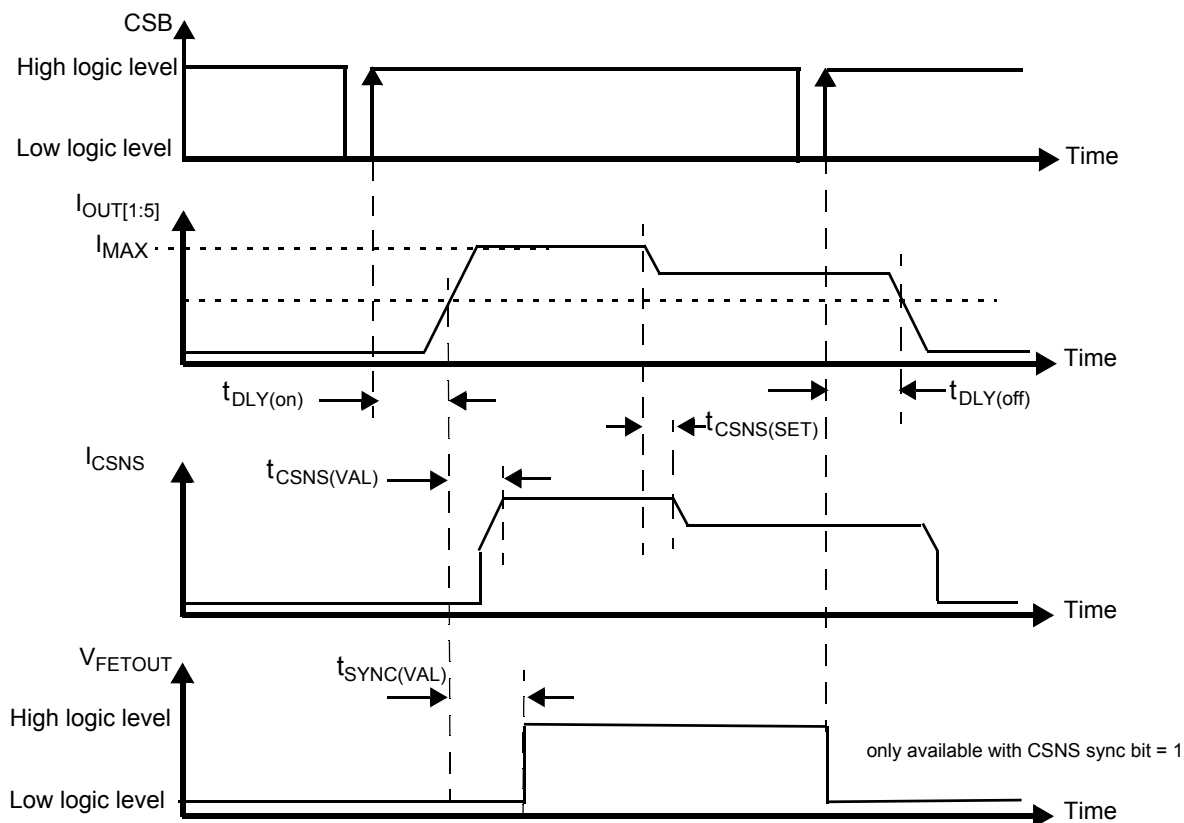 CSB
High logic level
Low logic level
Time
IOUT[1:5]
IMAX
Time
tDLY(on)
tDLY(off)
tCSNS(SET)
ICSNS
tCSNS(VAL)
Time
VFETOUT
tSYNC(VAL)
High logic level
only available with CSNS sync bit = 1
Low logic level
Time